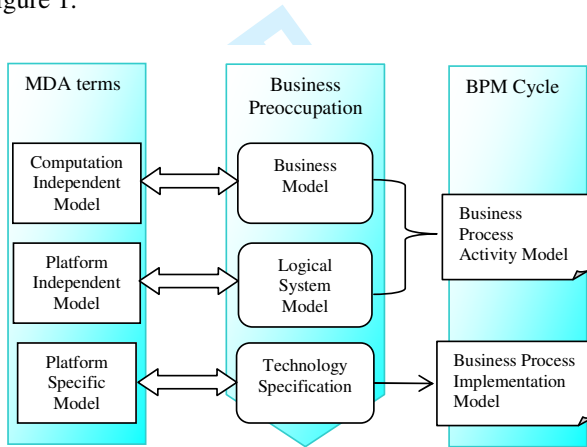 igure 1.
MDA terms
Business
Preoccupation
BPM Cycle
Computation
Independent
Model
Business
Model
Business
Process
Activity Model
Platform
Independent
Model
Logical
System
Model
Platform
Specific
Model
Technology
Specification
Business Process
Implementation
Model